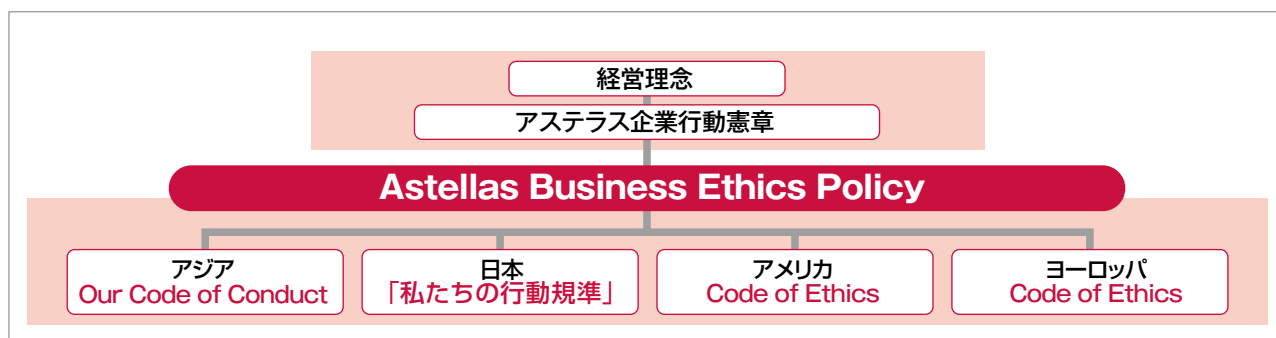 経営理念
アステラス企業行動憲章
Astellas Business Ethics Policy
アジア
Our Code of Conduct
日本
「私たちの行動規準」
アメリカ
Code of Ethics
ヨーロッパ
Code of Ethics